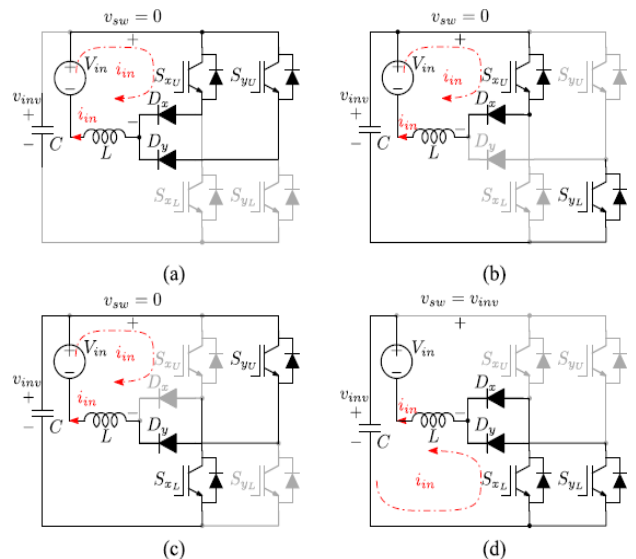 v_sw = 0
v_sw = 0
+ V_in i_in S_xU S_yU
+ V_in i_in S_xU S_yU
v_inv + − i_in − D_x
v_inv + − i_in − D_x
C L D_y
C L D_y
S_xL S_yL
S_xL S_yL
(a)
(b)
v_sw = 0
v_sw = v_inv
+ V_in i_in S_xU S_yU
+ V_in S_xU S_yU
v_inv + − i_in − D_x
v_inv + − i_in − D_x
C L D_y
C L D_y
S_xL S_yL
i_in S_xL S_yL
(c)
(d)